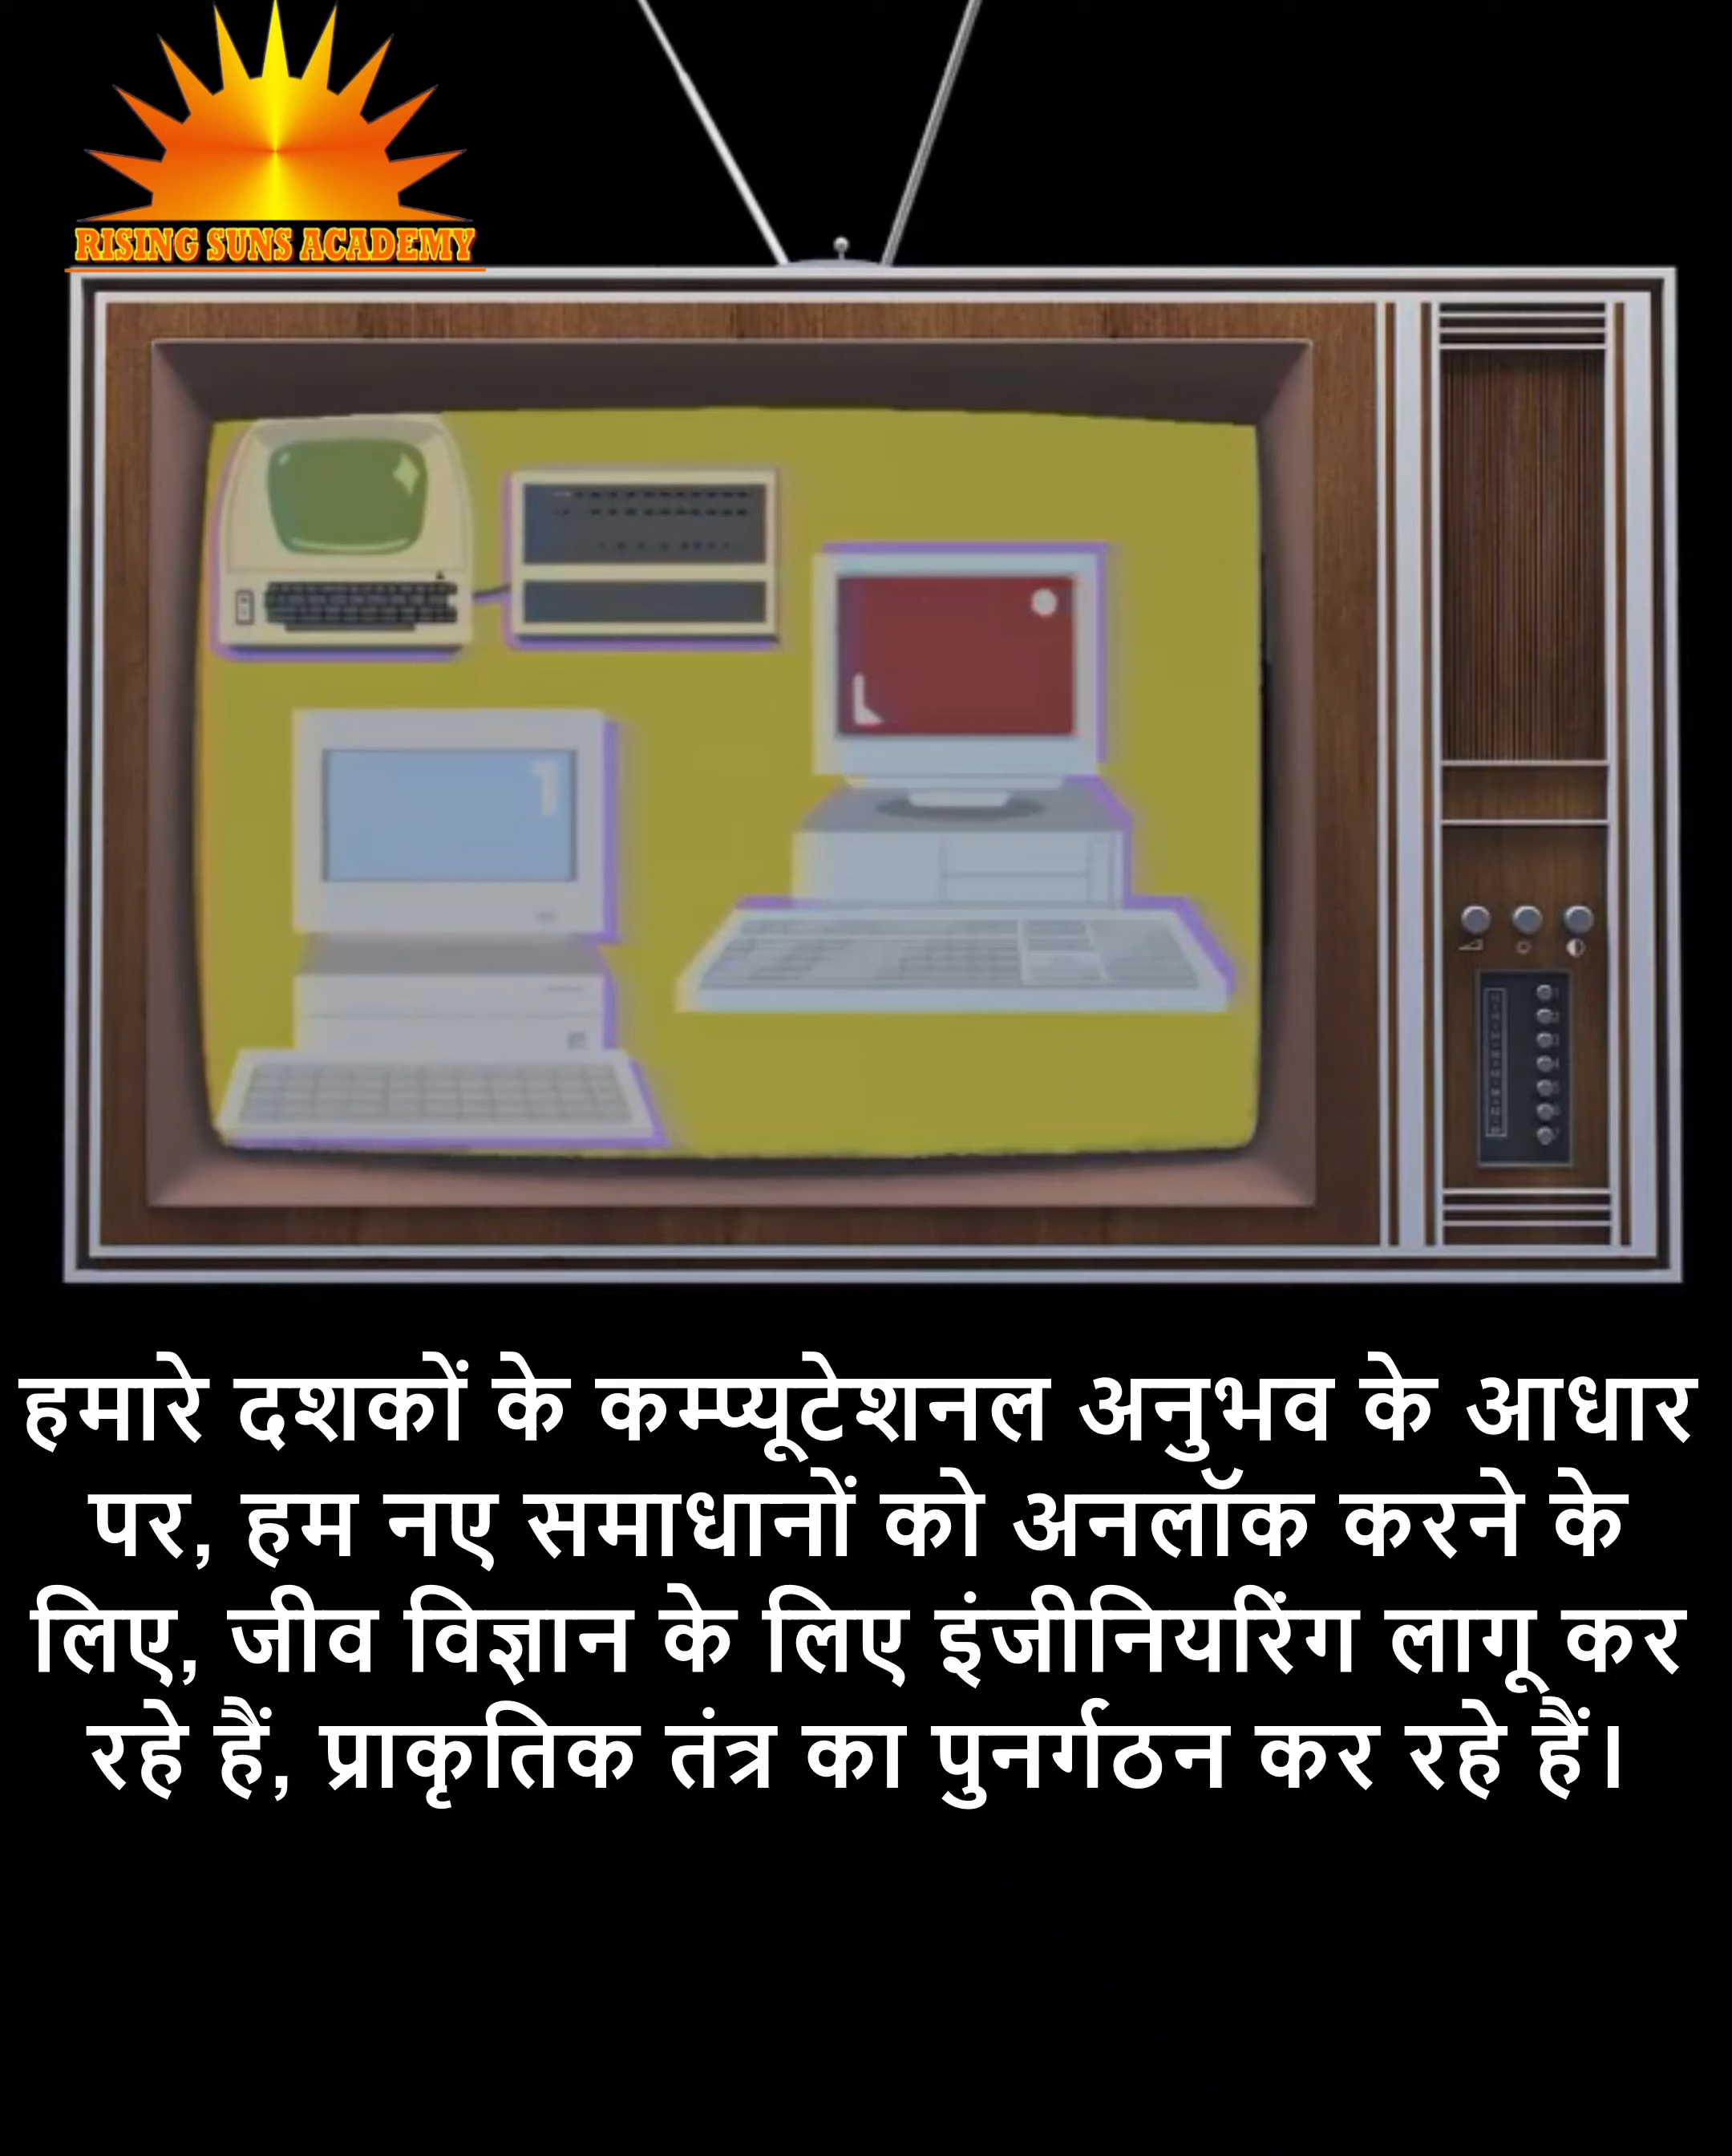 RISING SUNS ACADEMY
हमारे दशकों के कम्प्यूटेशनल अनुभव के आधार
पर, हम नए समाधानों को अनलॉक करने के
लिए, जीव विज्ञान के लिए इंजीनियरिंग लागू कर
रहे हैं, प्राकृतिक तंत्र का पुनर्गठन कर रहे हैं।